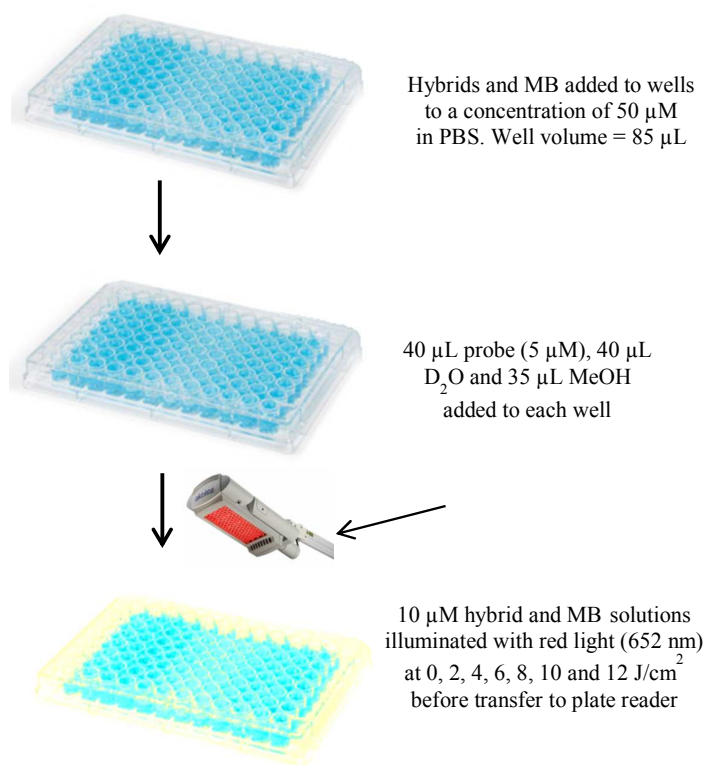 Hybrids and MB added to wells
to a concentration of 50 µM
in PBS. Well volume = 85 µL
40 µL probe (5 µM), 40 µL
D₂O and 35 µL MeOH
added to each well
10 µM hybrid and MB solutions
illuminated with red light (652 nm)
at 0, 2, 4, 6, 8, 10 and 12 J/cm²
before transfer to plate reader